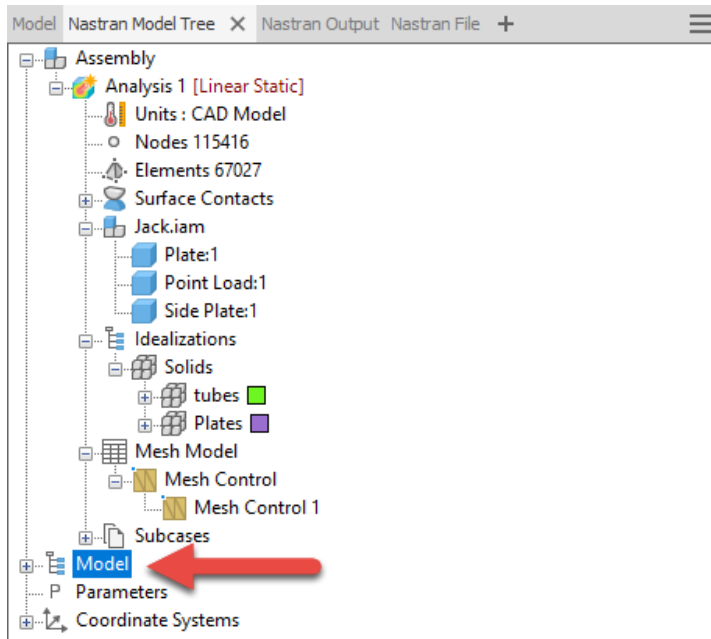 Model Nastran Model Tree Nastran Output Nastran File
Assembly
Analysis 1 [Linear Static]
Units : CAD Model
Nodes 115416
Elements 67027
Surface Contacts
Jack.iam
Plate:1
Point Load:1
Side Plate:1
Idealizations
Solids
tubes
Plates
Mesh Model
Mesh Control
Mesh Control 1
Subcases
Model
P Parameters
Coordinate Systems